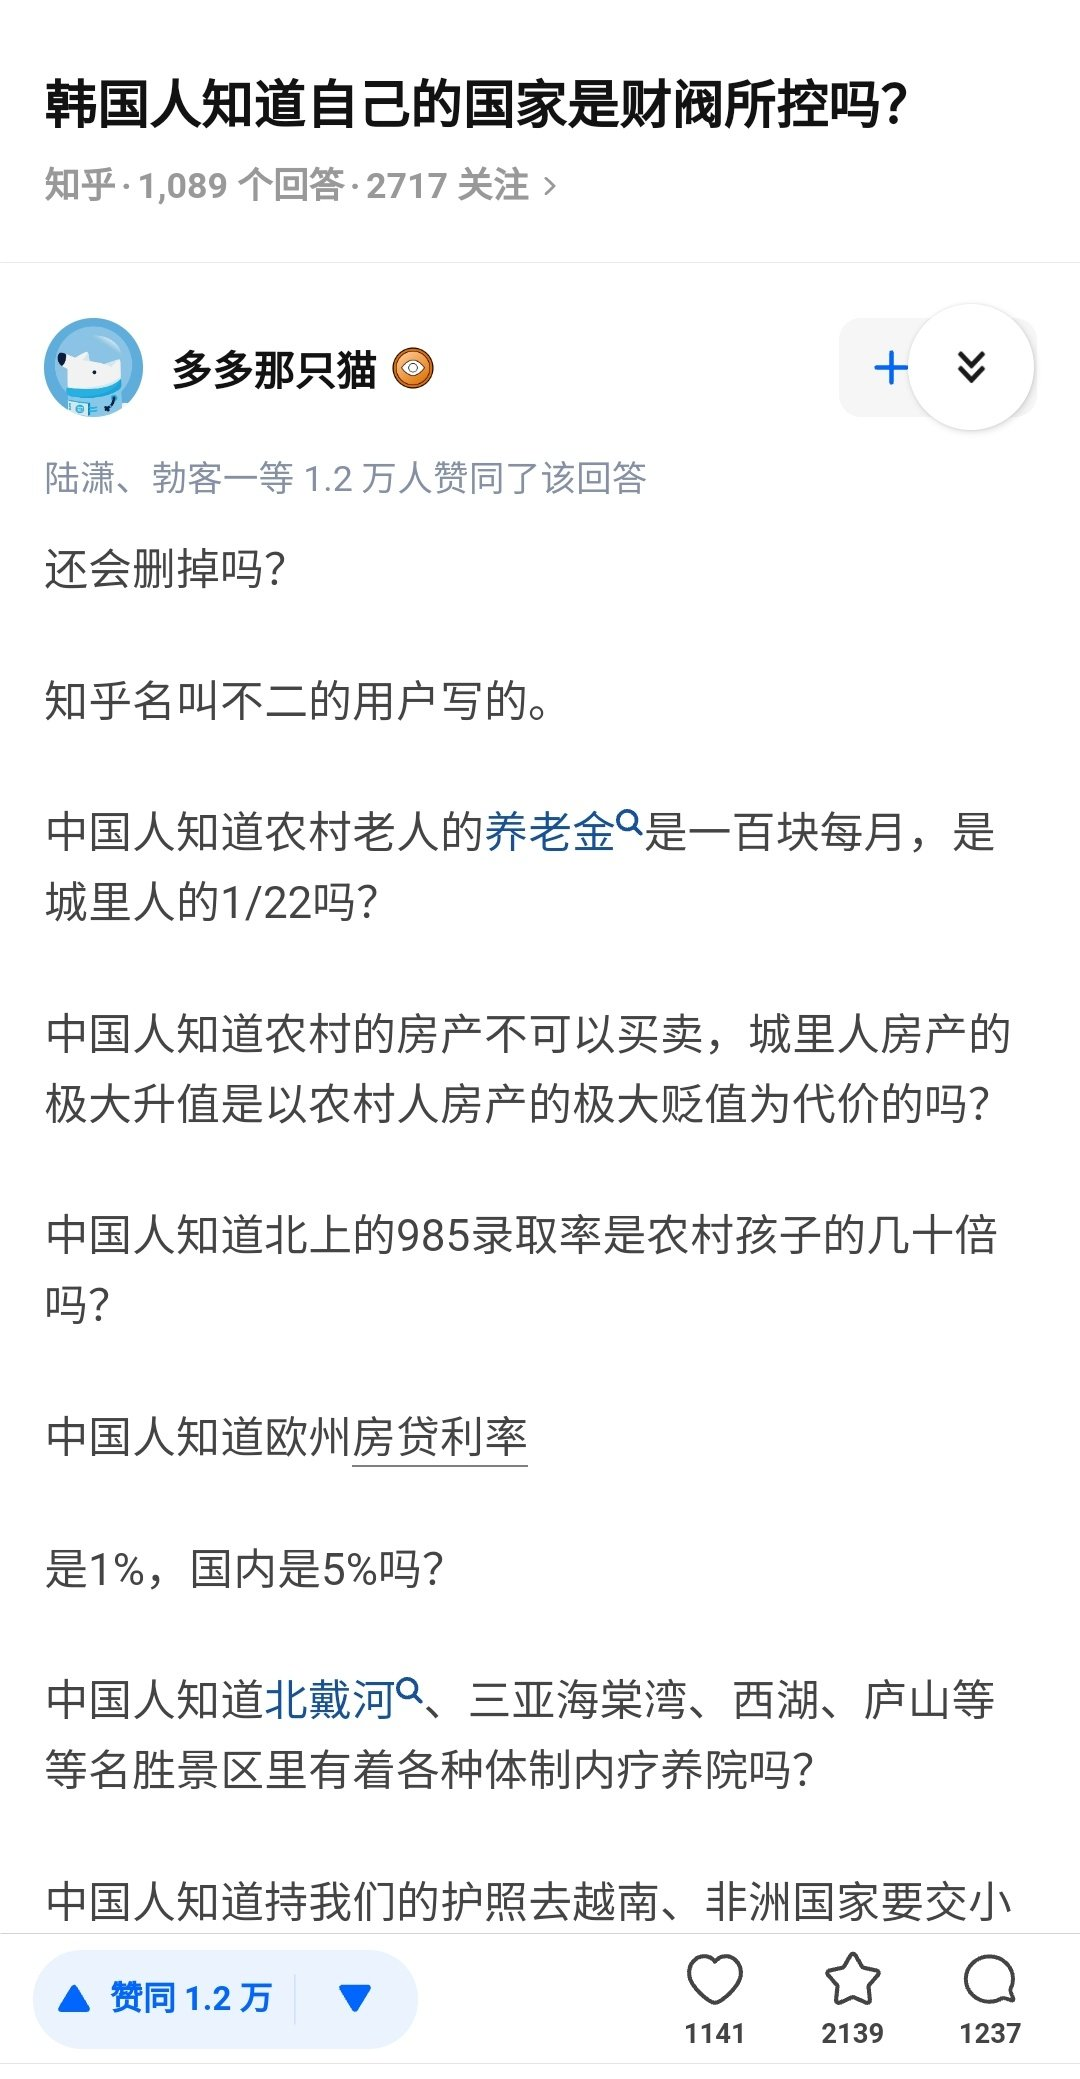 韩国人知道自己的国家是财阀所控吗？
知乎 · 1,089 个回答 · 2717 关注 >
多多那只猫
陆潇、勃客一等 1.2 万人赞同了该回答
还会删掉吗？
知乎名叫不二的用户写的。
中国人知道农村老人的养老金是一百块每月，是
城里人的1/22吗？
中国人知道农村的房产不可以买卖，城里人房产的
极大升值是以农村人房产的极大贬值为代价的吗？
中国人知道北上的985录取率是农村孩子的几十倍
吗？
中国人知道欧州房贷利率
是1%，国内是5%吗？
中国人知道北戴河、三亚海棠湾、西湖、庐山等
等名胜景区里有着各种体制内疗养院吗？
中国人知道持我们的护照去越南、非洲国家要交小
赞同 1.2 万
1141
2139
1237